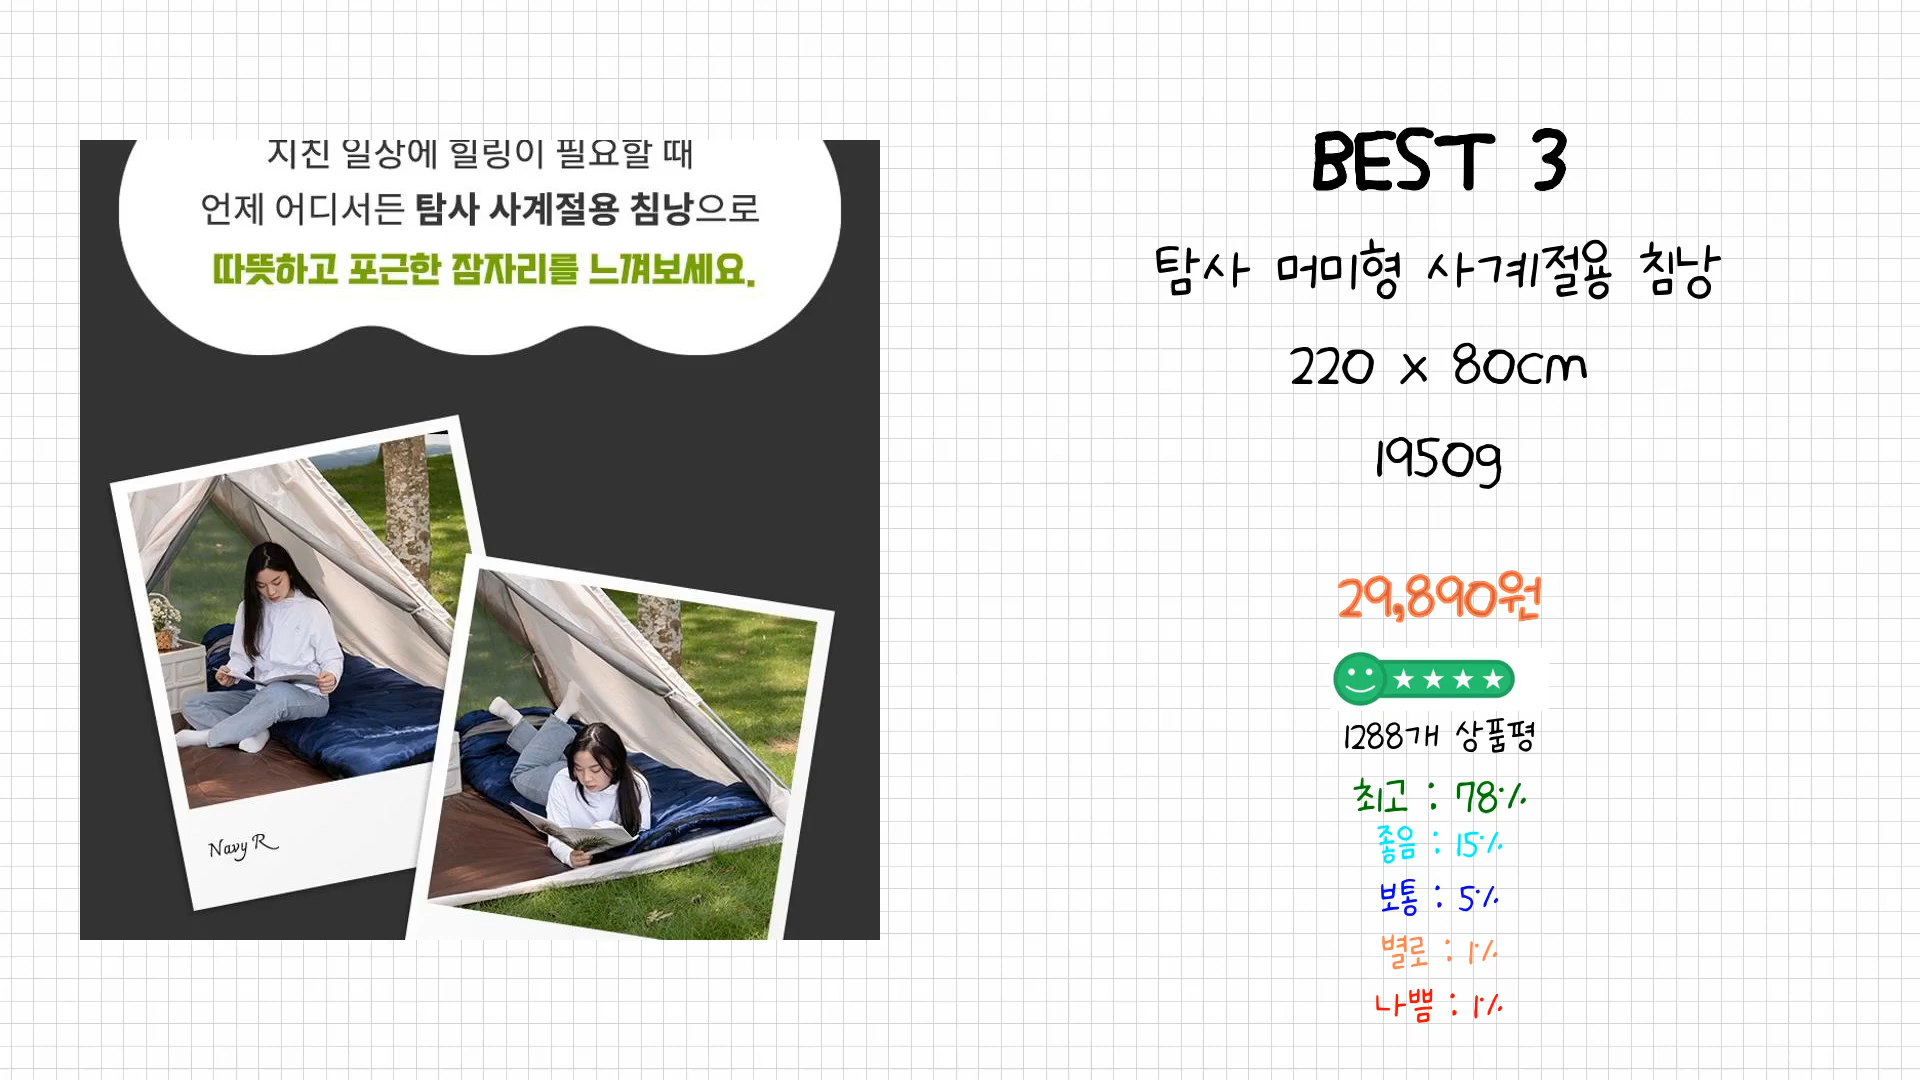 지친 일상에 힐링이 필요할 때
언제 어디서든 탐사 사계절용 침낭으로
따뜻하고 포근한 잠자리를 느껴보세요.
Navy R
BEST 3
탐사 머미형 사계절용 침낭
220 x 80cm
1950g
29,890원
1288개 상품평
최고 : 78%
좋음 : 15%
보통 : 5%
별로 : 1%
나쁨 : 1%